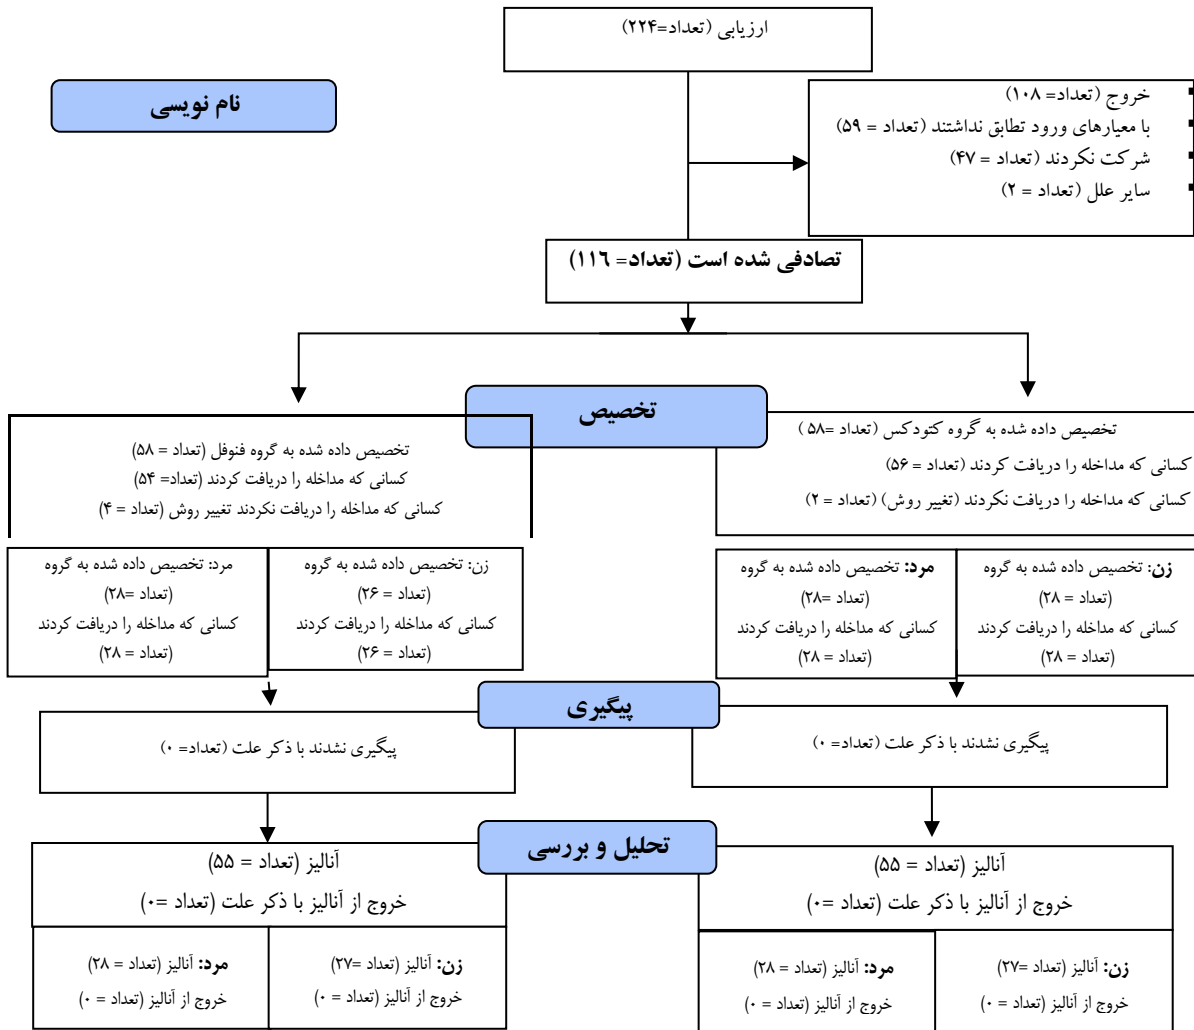 ارزیابی (تعداد=۲۲۴)
نام نویسی
خروج (تعداد= ۱۰۸)
با معیارهای ورود تطابق نداشتند (تعداد = ۵۹)
شرکت نکردند (تعداد = ۴۷)
سایر علل (تعداد = ۲)
تصادفی شده است (تعداد= ۱۱٦)
تخصیص
تخصیص داده شده به گروه کتودکس (تعداد =۵۸ )
کسانی که مداخله را دریافت کردند (تعداد = ۵۶)
کسانی که مداخله را دریافت نکردند (تغییر روش) (تعداد = ۲)
تخصیص داده شده به گروه فنوفل (تعداد = ۵۸)
کسانی که مداخله را دریافت کردند (تعداد= ۵۴)
کسانی که مداخله را دریافت نکردند تغییر روش (تعداد = ۴)
زن: تخصیص داده شده به گروه
(تعداد = ۲۸)
کسانی که مداخله را دریافت کردند
(تعداد = ۲۸)
مرد: تخصیص داده شده به گروه
(تعداد =۲۸)
کسانی که مداخله را دریافت کردند
(تعداد = ۲۸)
زن: تخصیص داده شده به گروه
(تعداد = ۲۶)
کسانی که مداخله را دریافت کردند
(تعداد = ۲۶)
مرد: تخصیص داده شده به گروه
(تعداد =۲۸)
کسانی که مداخله را دریافت کردند
(تعداد = ۲۸)
پیگیری
پیگیری نشدند با ذکر علت (تعداد= ۰)
پیگیری نشدند با ذکر علت (تعداد= ۰)
تحلیل و بررسی
آنالیز (تعداد = ۵۵)
خروج از آنالیز با ذکر علت (تعداد =۰)
آنالیز (تعداد = ۵۵)
خروج از آنالیز با ذکر علت (تعداد =۰)
زن: آنالیز (تعداد =۲۷)
خروج از آنالیز (تعداد = ۰)
مرد: آنالیز (تعداد = ۲۸)
خروج از آنالیز (تعداد = ۰)
زن: آنالیز (تعداد =۲۷)
خروج از آنالیز (تعداد = ۰)
مرد: آنالیز (تعداد = ۲۸)
خروج از آنالیز (تعداد = ۰)